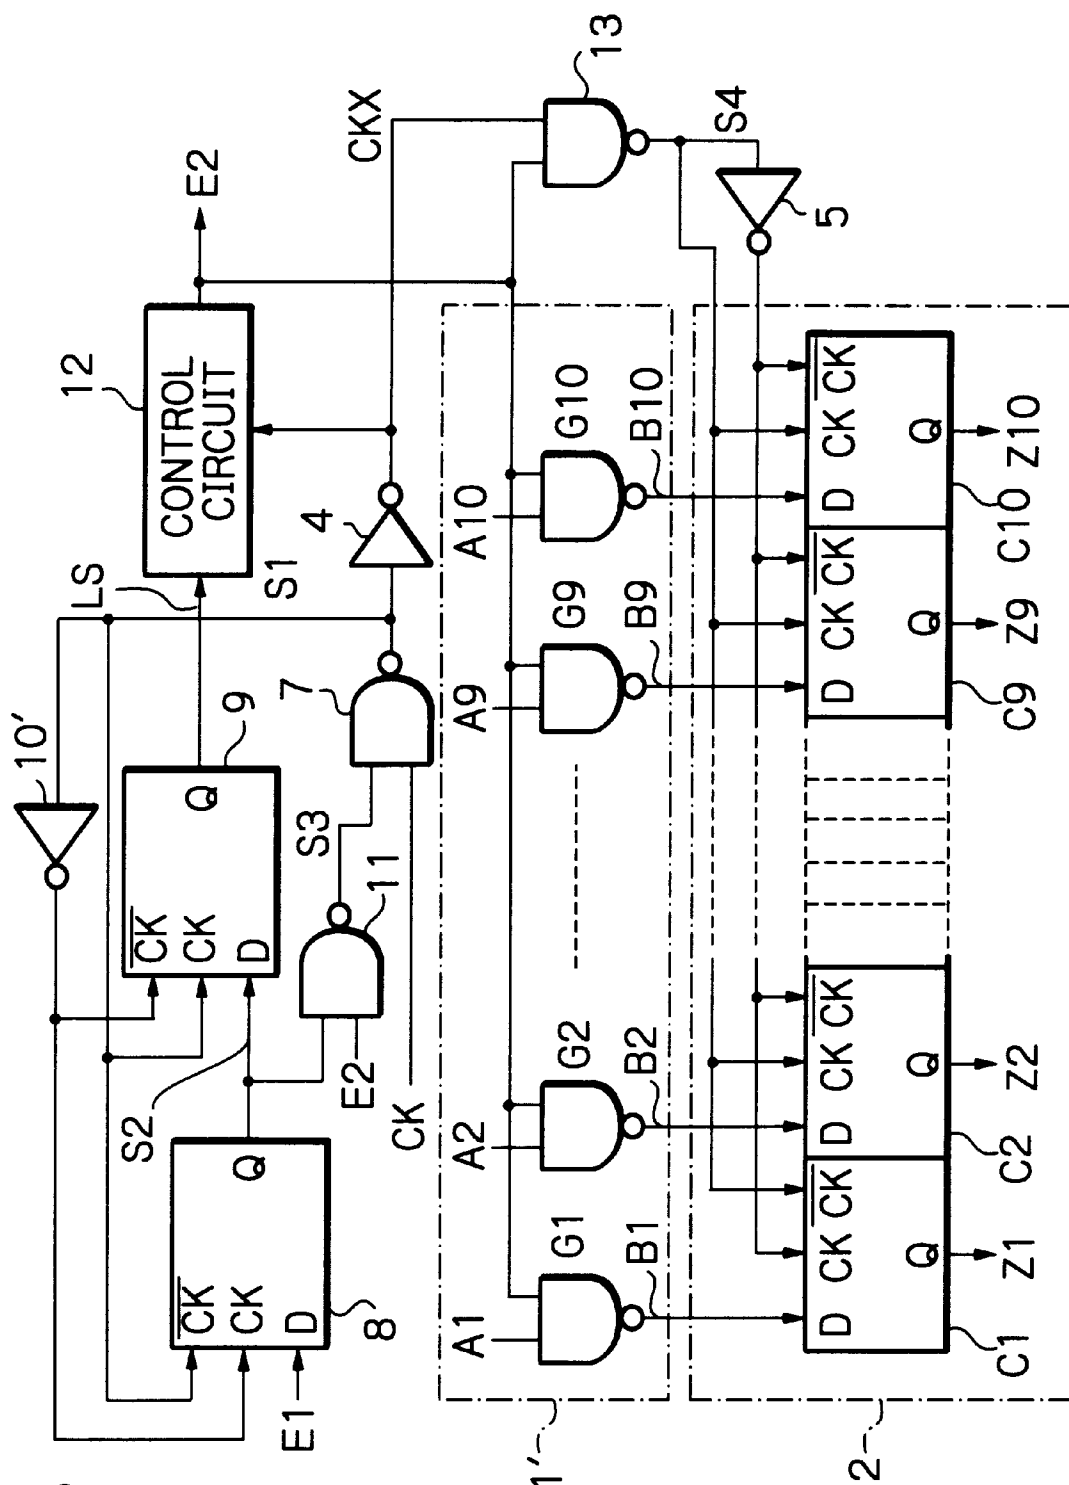 10'
LS
12
CONTROL
CIRCUIT
E2
CK
CK
D
Q
9
S1
S2
CK
CK
D
Q
8
E1
S3
11
E2
CK
7
4
CKX
13
S4
5
A1
G1
B1
A2
G2
B2
A9
G9
B9
A10
G10
B10
1'
D
CK
CK
Q
Z1
C1
D
CK
CK
Q
Z2
C2
D
CK
CK
Q
Z9
C9
D
CK
CK
Q
Z10
C10
2